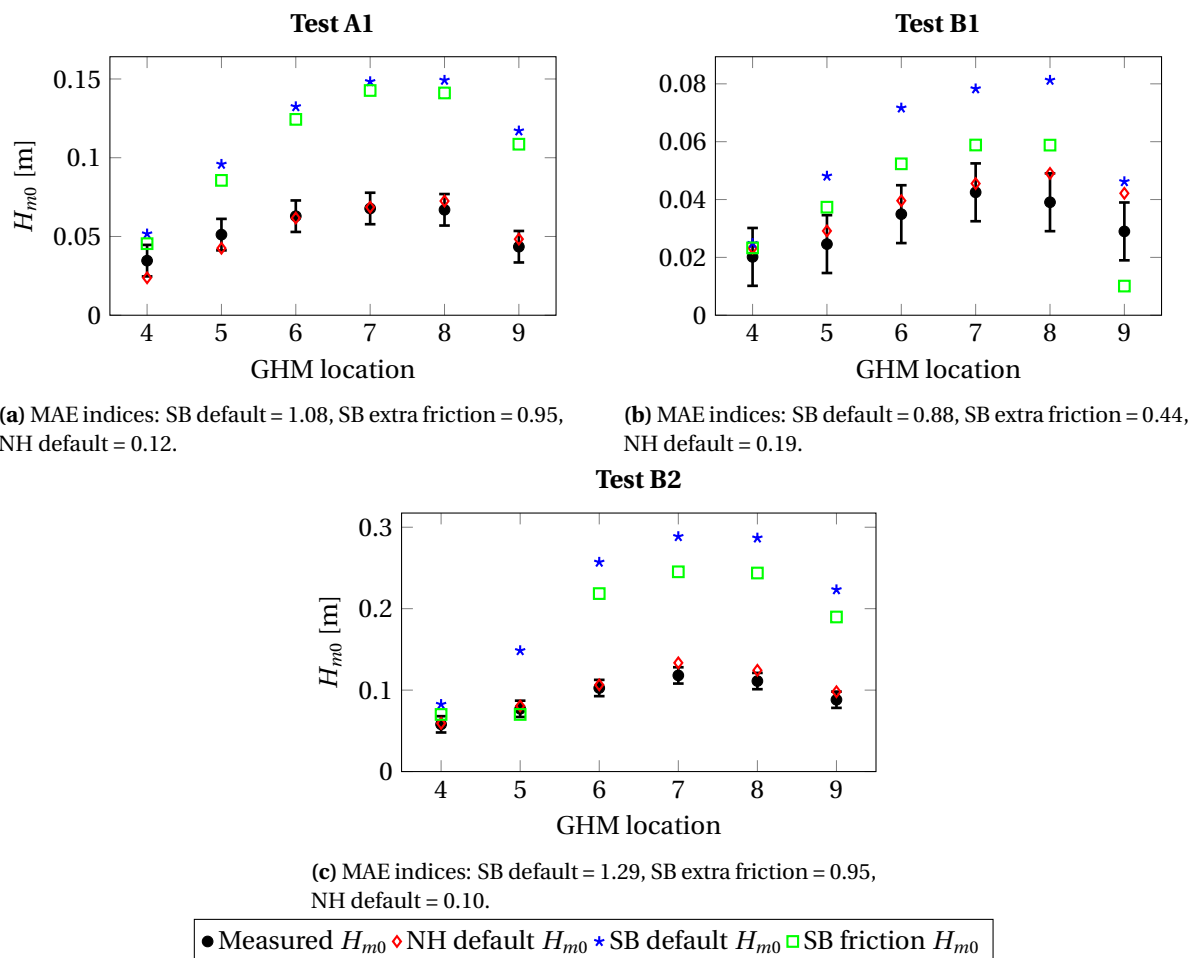 Test A1
0.15
0.1
0.05
0
H_{m0} [m]
4 5 6 7 8 9
GHM location
(a) MAE indices: SB default = 1.08, SB extra friction = 0.95,
NH default = 0.12.
Test B1
0.08
0.06
0.04
0.02
0
4 5 6 7 8 9
GHM location
(b) MAE indices: SB default = 0.88, SB extra friction = 0.44,
NH default = 0.19.
Test B2
0.3
0.2
0.1
0
H_{m0} [m]
4 5 6 7 8 9
GHM location
(c) MAE indices: SB default = 1.29, SB extra friction = 0.95,
NH default = 0.10.
Measured H_{m0} NH default H_{m0} SB default H_{m0} SB friction H_{m0}